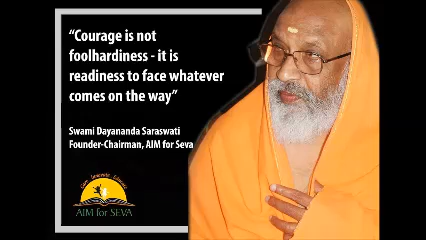 “Courage is not
foolhardiness - it is
readiness to face whatever
comes on the way”
Swami Dayananda Saraswati
Founder-Chairman, AIM for Seva
AIM for SEVA